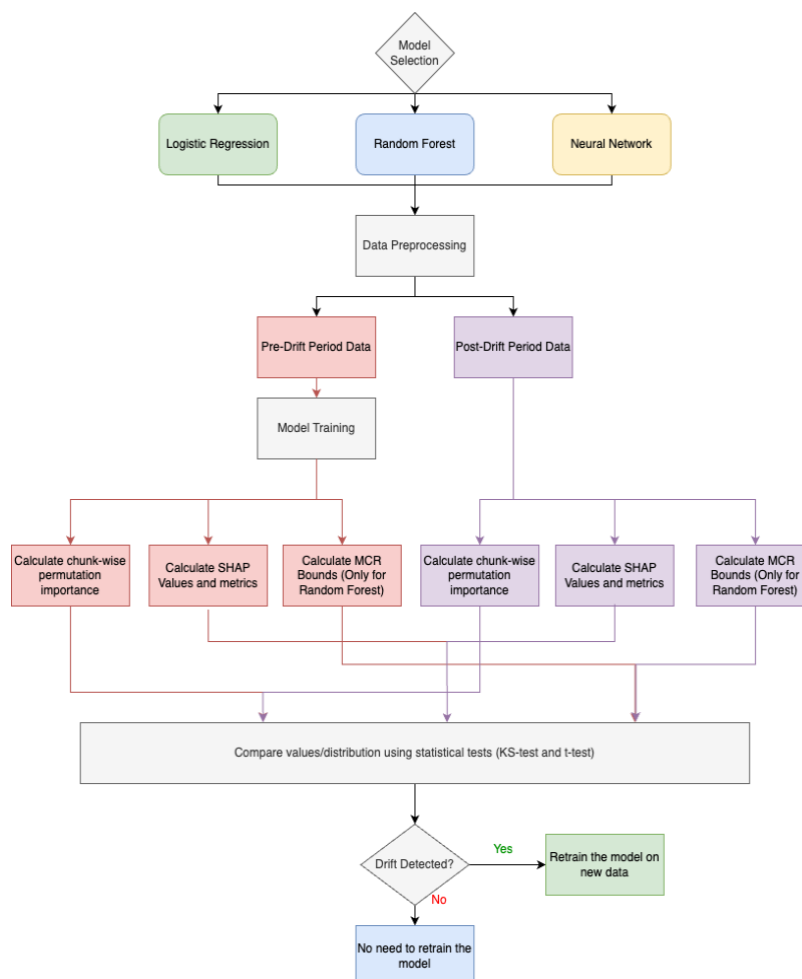 Model
Selection
Logistic Regression
Random Forest
Neural Network
Data Preprocessing
Pre-Drift Period Data
Post-Drift Period Data
Model Training
Calculate chunk-wise
permutation
importance
Calculate SHAP
Values and metrics
Calculate MCR
Bounds (Only for
Random Forest)
Calculate chunk-wise
permutation
importance
Calculate SHAP
Values and metrics
Calculate MCR
Bounds (Only for
Random Forest)
Compare values/distribution using statistical tests (KS-test and t-test)
Drift Detected?
Yes
Retrain the model on
new data
No
No need to retrain the
model